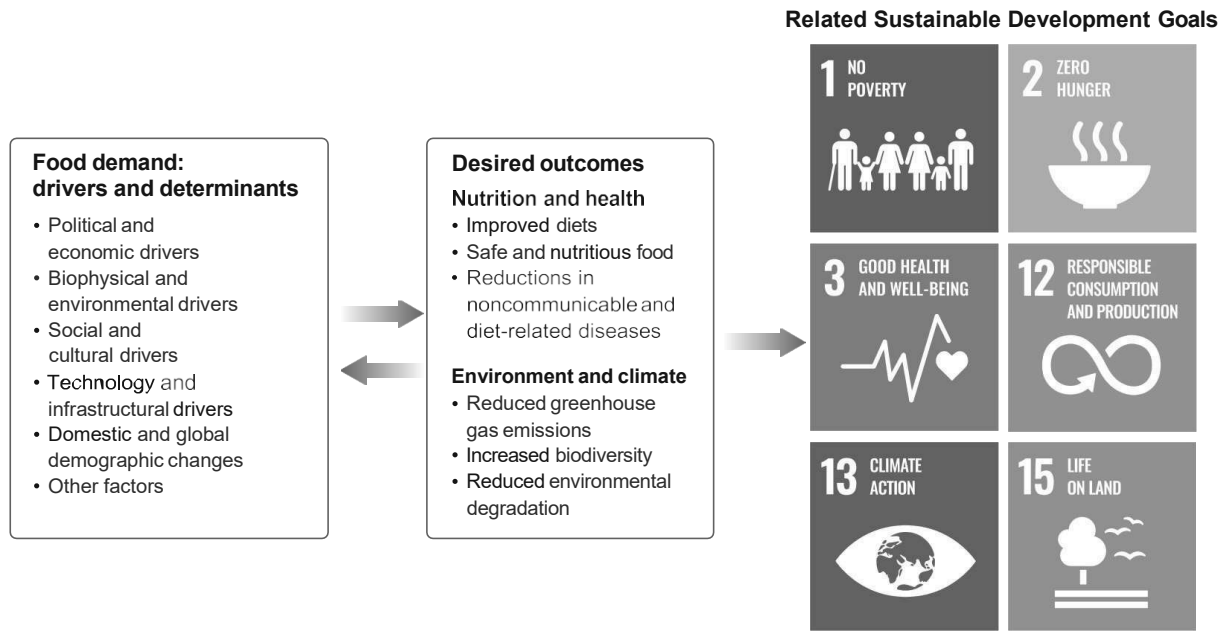 Related Sustainable Development Goals
Food demand:
drivers and determinants
• Political and
economic drivers
• Biophysical and
environmental drivers
• Social and
cultural drivers
• Technology and
infrastructural drivers
• Domestic and global
demographic changes
• Other factors
Desired outcomes
Nutrition and health
• Improved diets
• Safe and nutritious food
• Reductions in
noncommunicable and
diet-related diseases
Environment and climate
• Reduced greenhouse
gas emissions
• Increased biodiversity
• Reduced environmental
degradation
1 NO
POVERTY
2 ZERO
HUNGER
3 GOOD HEALTH
AND WELL-BEING
12 RESPONSIBLE
CONSUMPTION
AND PRODUCTION
13 CLIMATE
ACTION
15 LIFE
ON LAND